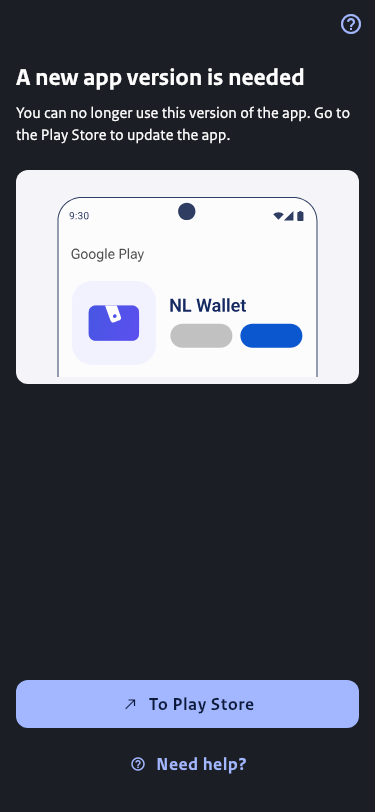 A new app version is needed
You can no longer use this version of the app. Go to
the Play Store to update the app.
9:30
Google Play
NL Wallet
To Play Store
Need help?